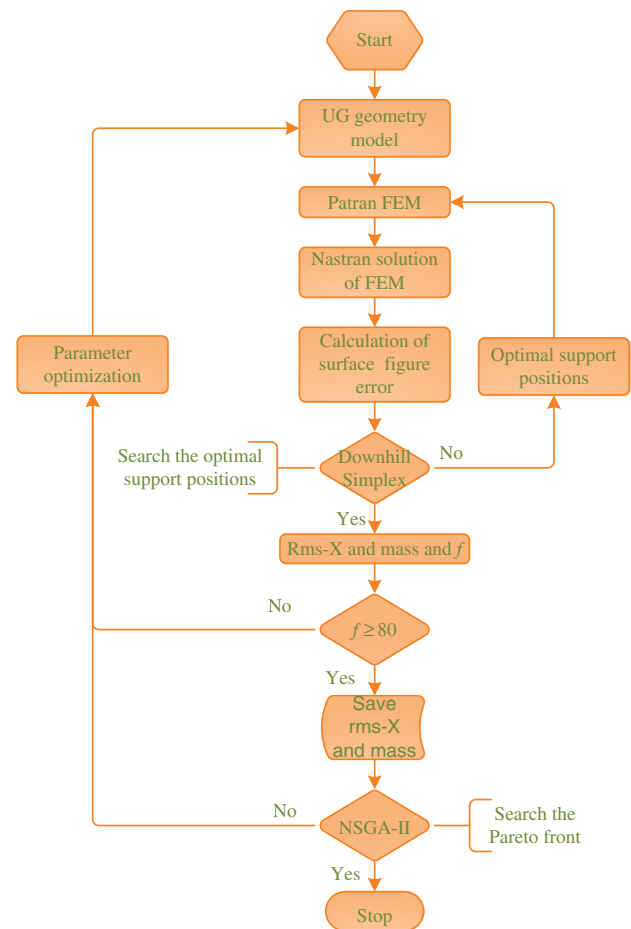 Start
UG geometry
model
Patran FEM
Nastran solution
of FEM
Calculation of
surface figure
error
Parameter
optimization
Optimal support
positions
Search the optimal
support positions
Downhill
Simplex
No
Yes
Rms-X and mass and f
No
f ≥ 80
Yes
Save
rms-X
and mass
No
NSGA-II
Search the
Pareto front
Yes
Stop